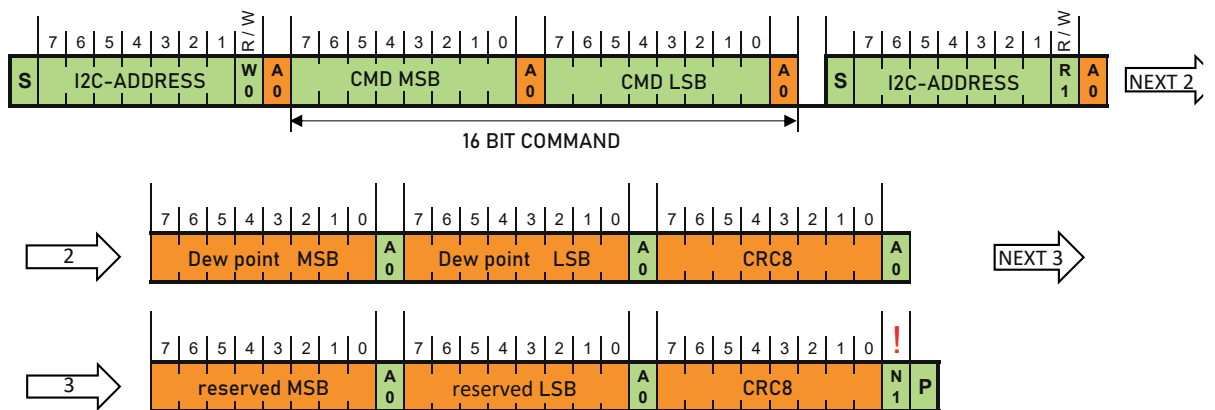 7 6 5 4 3 2 1 R / W 7 6 5 4 3 2 1 0 7 6 5 4 3 2 1 0 7 6 5 4 3 2 1 R / W
S I2C-ADDRESS W 0 A 0 CMD MSB A 0 CMD LSB A 0 S I2C-ADDRESS R 1 A 0 NEXT 2
16 BIT COMMAND
7 6 5 4 3 2 1 0 7 6 5 4 3 2 1 0 7 6 5 4 3 2 1 0
2 Dew point MSB A 0 Dew point LSB A 0 CRC8 A 0 NEXT 3
7 6 5 4 3 2 1 0 7 6 5 4 3 2 1 0 7 6 5 4 3 2 1 0 !
3 reserved MSB A 0 reserved LSB A 0 CRC8 N 1 P